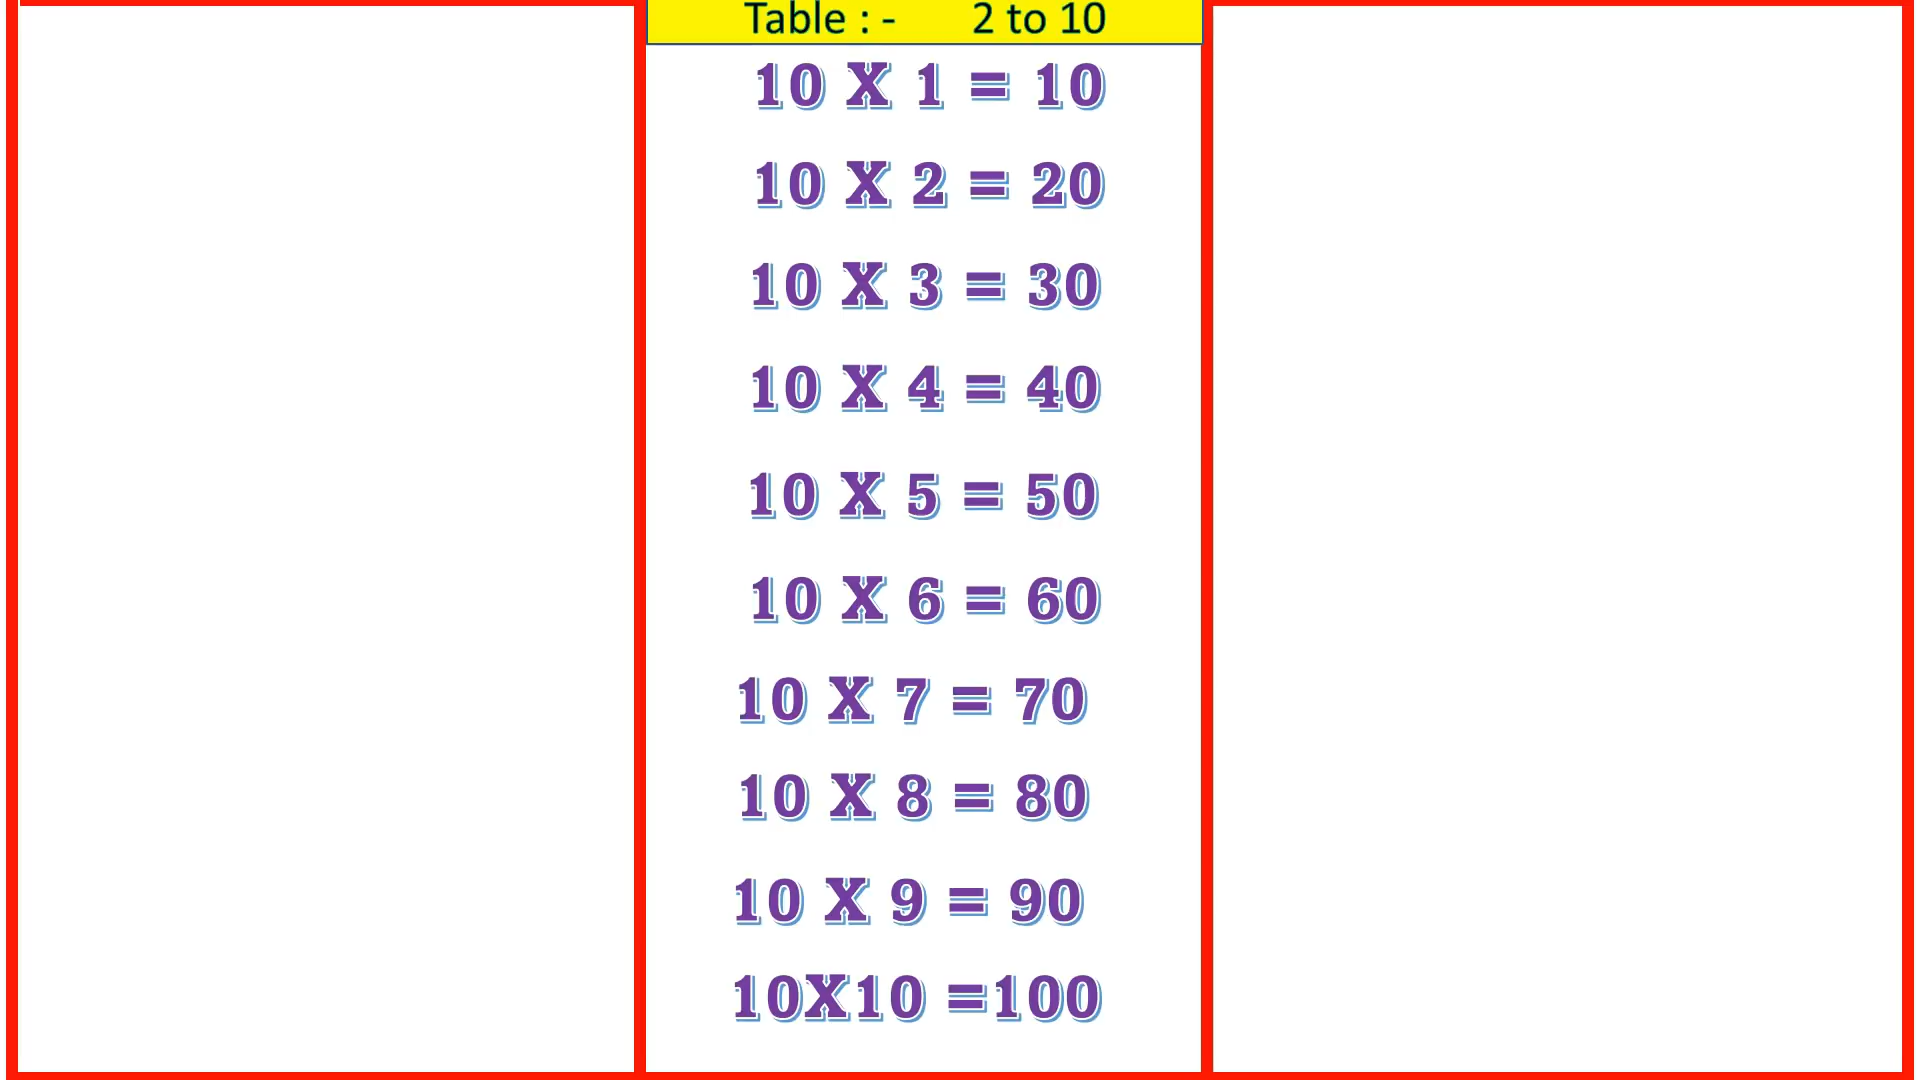 Table : - 2 to 10
10 X 1 = 10
10 X 2 = 20
10 X 3 = 30
10 X 4 = 40
10 X 5 = 50
10 X 6 = 60
10 X 7 = 70
10 X 8 = 80
10 X 9 = 90
10X10 =100